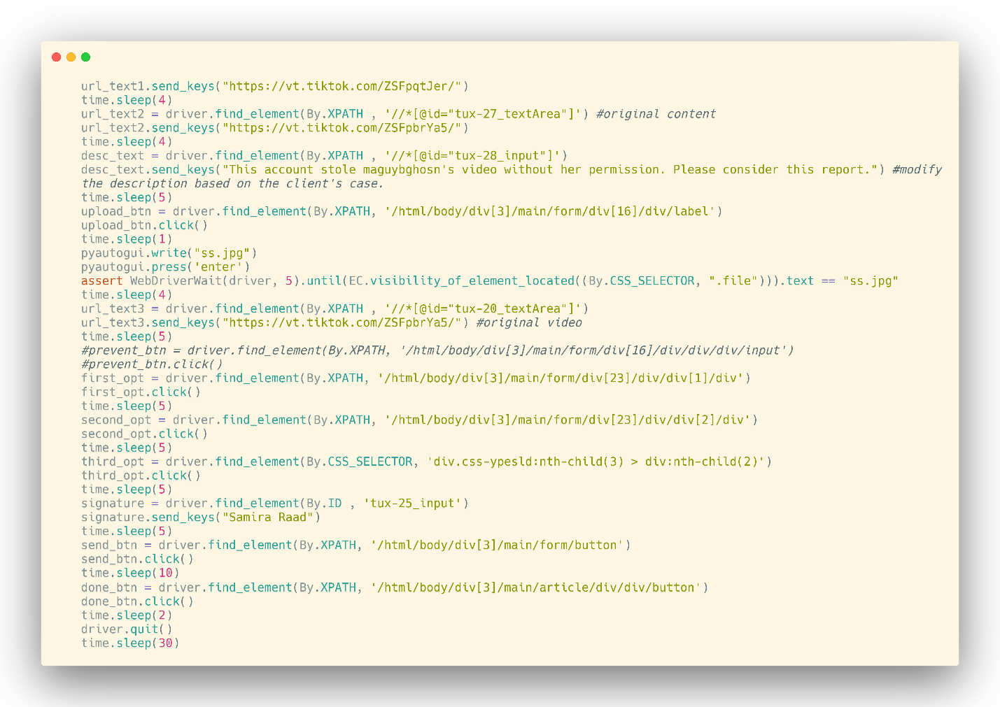 url_text1.send_keys("https://vt.tiktok.com/ZSFpqtJer/")
time.sleep(4)
url_text2 = driver.find_element(By.XPATH , '//*[@id="tux-27_textArea"]') #original content
url_text2.send_keys("https://vt.tiktok.com/ZSFpbrYa5/")
time.sleep(4)
desc_text = driver.find_element(By.XPATH , '//*[@id="tux-28_input"]')
desc_text.send_keys("This account stole maguybghosn's video without her permission. Please consider this report.") #modify
the description based on the client's case.
time.sleep(5)
upload_btn = driver.find_element(By.XPATH, '/html/body/div[3]/main/form/div[16]/div/label')
upload_btn.click()
time.sleep(1)
pyautogui.write("ss.jpg")
pyautogui.press('enter')
assert WebDriverWait(driver, 5).until(EC.visibility_of_element_located((By.CSS_SELECTOR, ".file"))).text == "ss.jpg"
time.sleep(4)
url_text3 = driver.find_element(By.XPATH , '//*[@id="tux-20_textArea"]')
url_text3.send_keys("https://vt.tiktok.com/ZSFpbrYa5/") #original video
time.sleep(5)
#prevent_btn = driver.find_element(By.XPATH, '/html/body/div[3]/main/form/div[16]/div/div/div/input')
#prevent_btn.click()
first_opt = driver.find_element(By.XPATH, '/html/body/div[3]/main/form/div[23]/div/div[1]/div')
first_opt.click()
time.sleep(5)
second_opt = driver.find_element(By.XPATH, '/html/body/div[3]/main/form/div[23]/div/div[2]/div')
second_opt.click()
time.sleep(5)
third_opt = driver.find_element(By.CSS_SELECTOR, 'div.css-ypesld:nth-child(3) > div:nth-child(2)')
third_opt.click()
time.sleep(5)
signature = driver.find_element(By.ID , 'tux-25_input')
signature.send_keys("Samira Raad")
time.sleep(5)
send_btn = driver.find_element(By.XPATH, '/html/body/div[3]/main/form/button')
send_btn.click()
time.sleep(10)
done_btn = driver.find_element(By.XPATH, '/html/body/div[3]/main/article/div/div/button')
done_btn.click()
time.sleep(2)
driver.quit()
time.sleep(30)